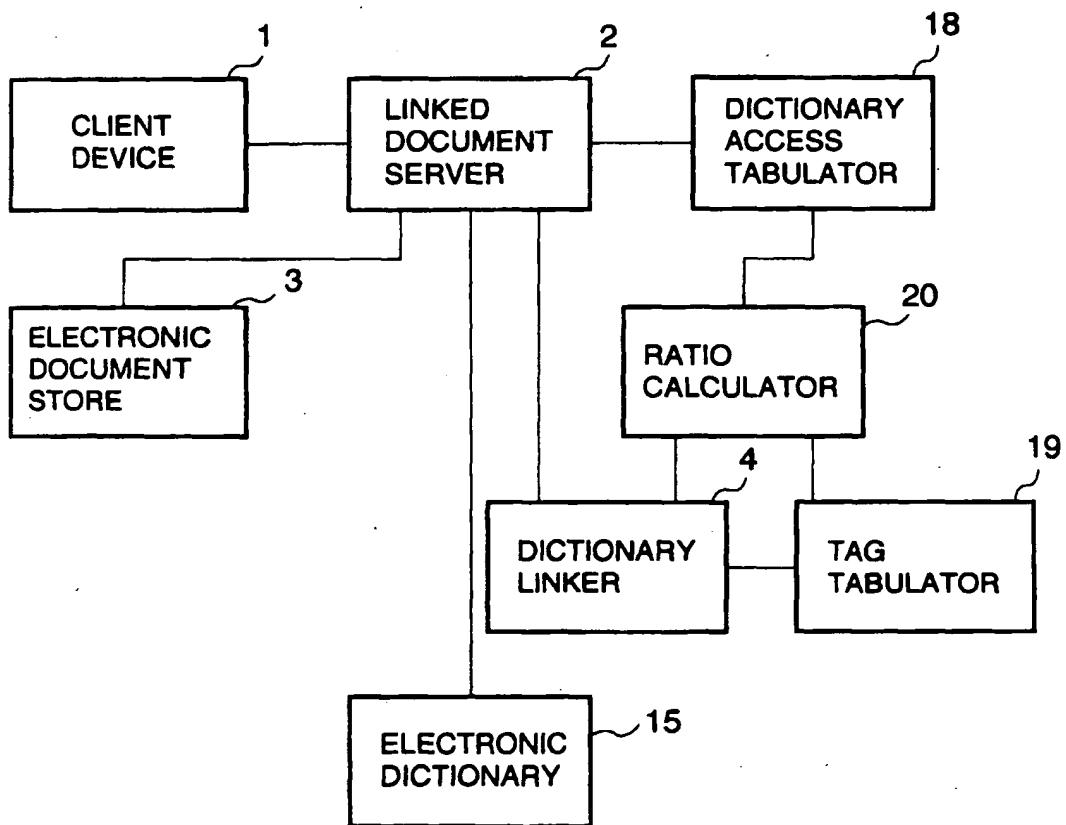 1
CLIENT
DEVICE
2
LINKED
DOCUMENT
SERVER
18
DICTIONARY
ACCESS
TABULATOR
3
ELECTRONIC
DOCUMENT
STORE
20
RATIO
CALCULATOR
4
DICTIONARY
LINKER
19
TAG
TABULATOR
15
ELECTRONIC
DICTIONARY